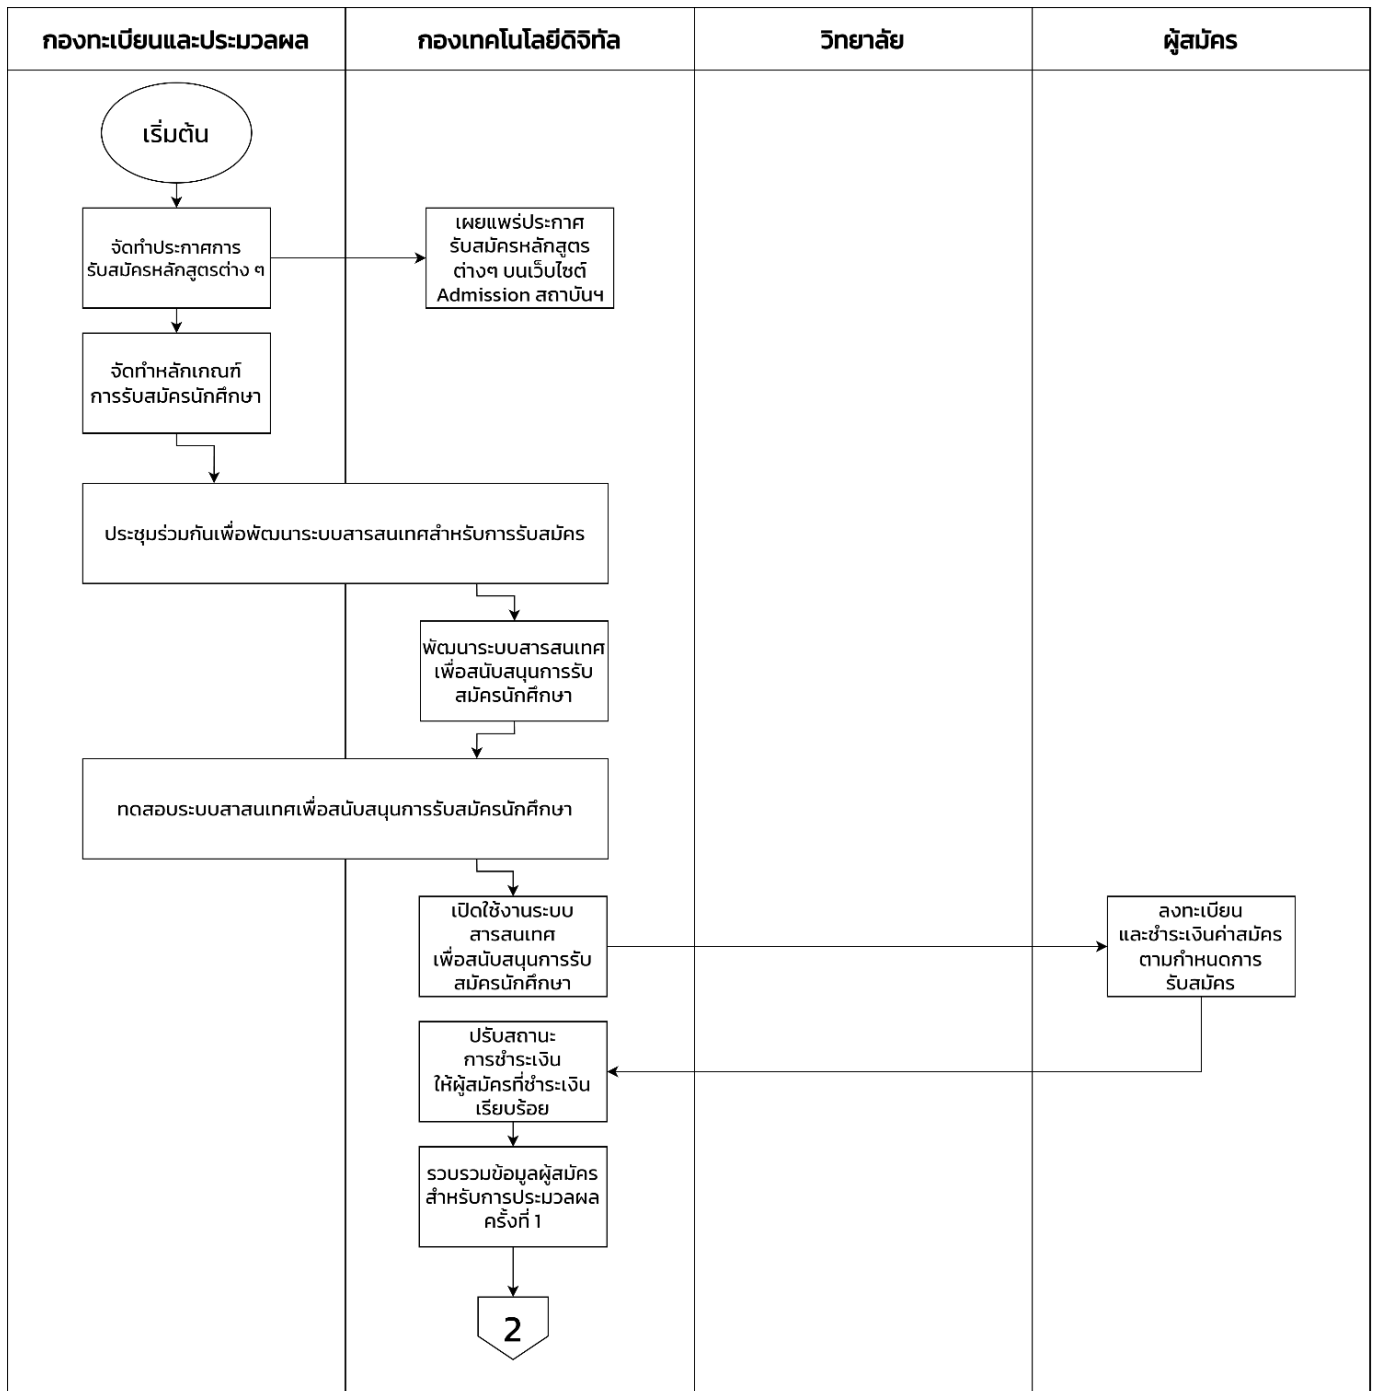 กองทะเบียนและประมวลผล
กองเทคโนโลยีดิจิทัล
วิทยาลัย
ผู้สมัคร
เริ่มต้น
จัดทำประกาศการ
รับสมัครหลักสูตรต่าง ๆ
เผยแพร่ประกาศ
รับสมัครหลักสูตร
ต่างๆ บนเว็บไซต์
Admission สถาบันฯ
จัดทำหลักเกณฑ์
การรับสมัครนักศึกษา
ประชุมร่วมกันเพื่อพัฒนาระบบสารสนเทศสำหรับการรับสมัคร
พัฒนาระบบสารสนเทศ
เพื่อสนับสนุนการรับ
สมัครนักศึกษา
ทดสอบระบบสาสนเทศเพื่อสนับสนุนการรับสมัครนักศึกษา
เปิดใช้งานระบบ
สารสนเทศ
เพื่อสนับสนุนการรับ
สมัครนักศึกษา
ลงทะเบียน
และชำระเงินค่าสมัคร
ตามกำหนดการ
รับสมัคร
ปรับสถานะ
การชำระเงิน
ให้ผู้สมัครที่ชำระเงิน
เรียบร้อย
รวบรวมข้อมูลผู้สมัคร
สำหรับการประมวลผล
ครั้งที่ 1
2